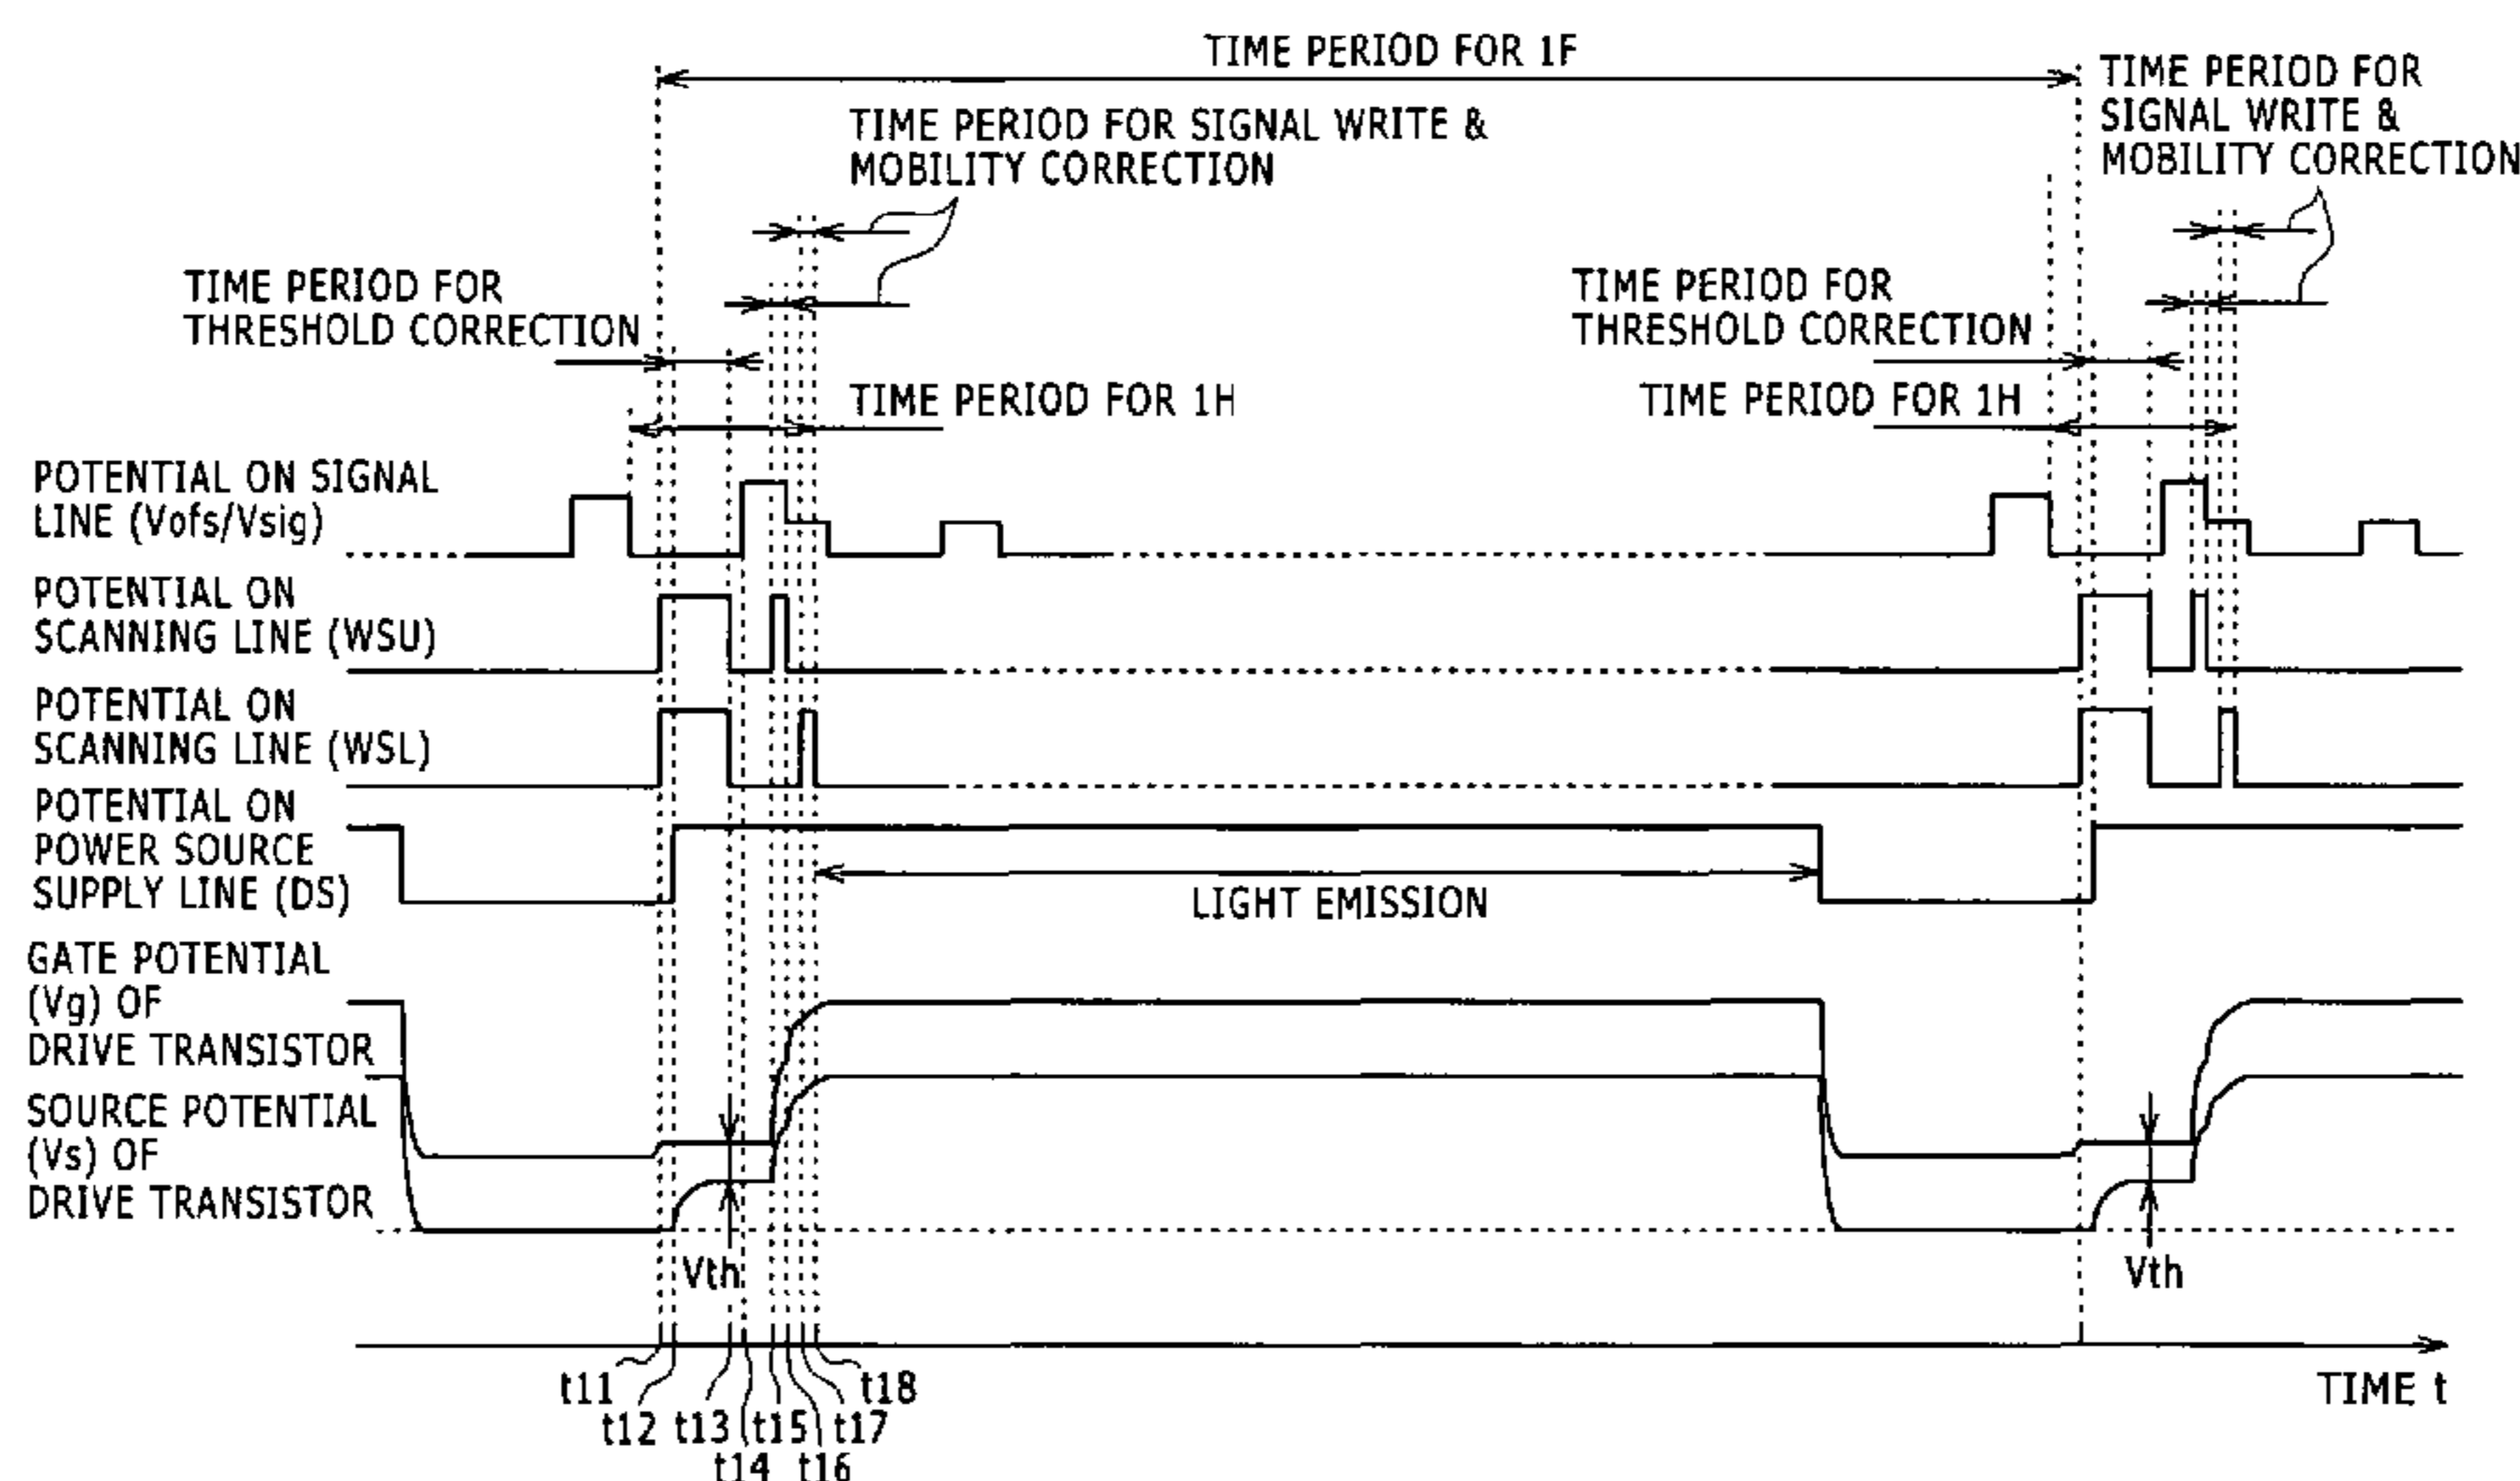 TIME PERIOD FOR 1F
TIME PERIOD FOR
SIGNAL WRITE &
MOBILITY CORRECTION
TIME PERIOD FOR SIGNAL WRITE &
MOBILITY CORRECTION
TIME PERIOD FOR
THRESHOLD CORRECTION
TIME PERIOD FOR
THRESHOLD CORRECTION
TIME PERIOD FOR 1H
TIME PERIOD FOR 1H
POTENTIAL ON SIGNAL
LINE (Vofs/Vsig)
POTENTIAL ON
SCANNING LINE (WSU)
POTENTIAL ON
SCANNING LINE (WSL)
POTENTIAL ON
POWER SOURCE
SUPPLY LINE (DS)
LIGHT EMISSION
GATE POTENTIAL
(Vg) OF
DRIVE TRANSISTOR
SOURCE POTENTIAL
(Vs) OF
DRIVE TRANSISTOR
Vth
Vth
t11
t18
TIME t
t12
t13
t15
t17
t14
t16